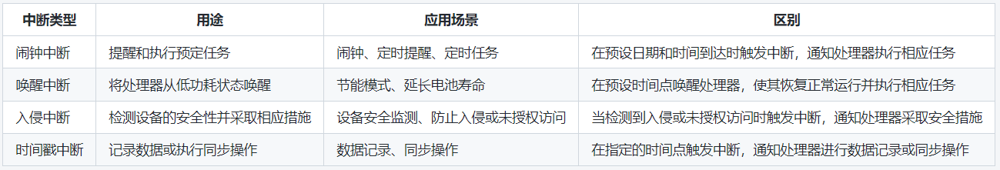 中断类型 用途 应用场景 区别
闹钟中断 提醒和执行预定任务 闹钟、定时提醒、定时任务 在预设日期和时间到达时触发中断，通知处理器执行相应任务
唤醒中断 将处理器从低功耗状态唤醒 节能模式、延长电池寿命 在预设时间点唤醒处理器，使其恢复正常运行并执行相应任务
入侵中断 检测设备的安全性并采取相应措施 设备安全监测、防止入侵或未授权访问 当检测到入侵或未授权访问时触发中断，通知处理器采取安全措施
时间戳中断 记录数据或执行同步操作 数据记录、同步操作 在指定的时间点触发中断，通知处理器进行数据记录或同步操作